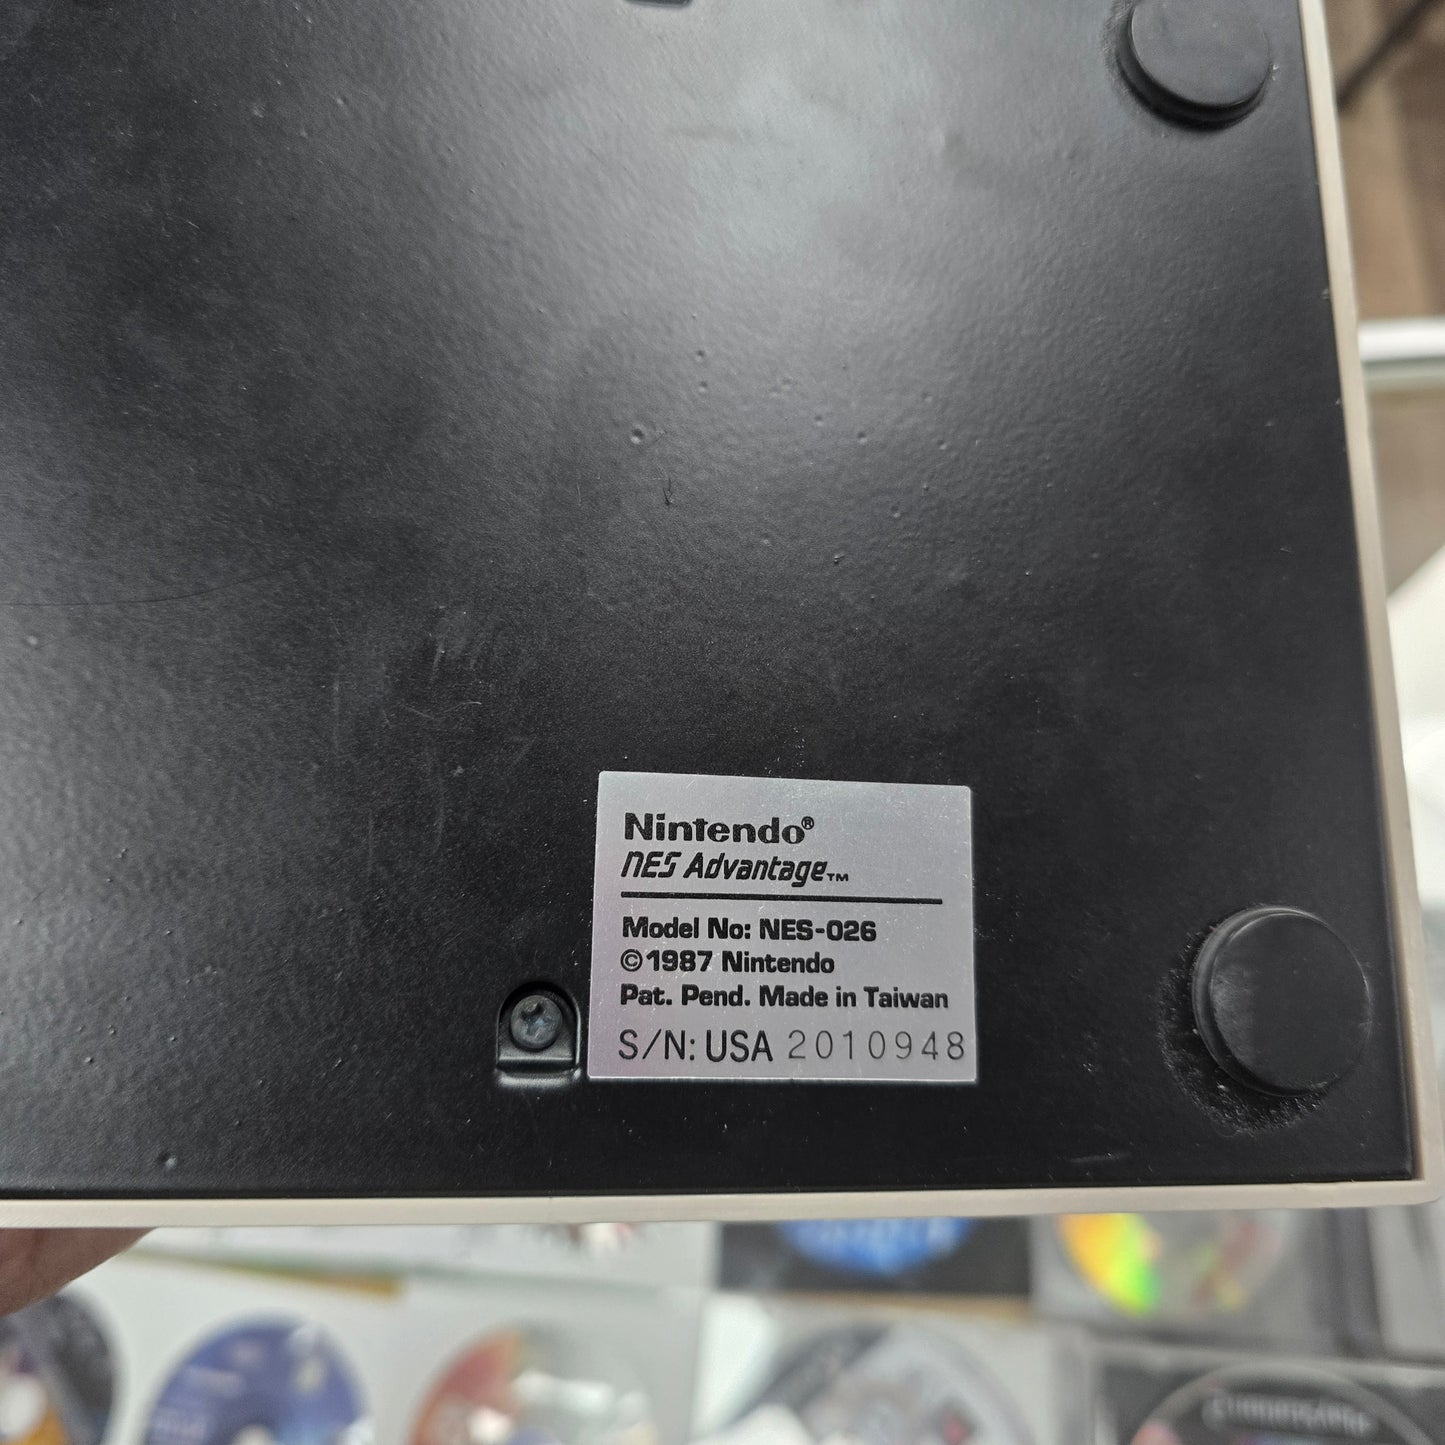 Nintendo®
NES Advantage™
Model No: NES-026
©1987 Nintendo
Pat. Pend. Made in Taiwan
S/N: USA 2010948